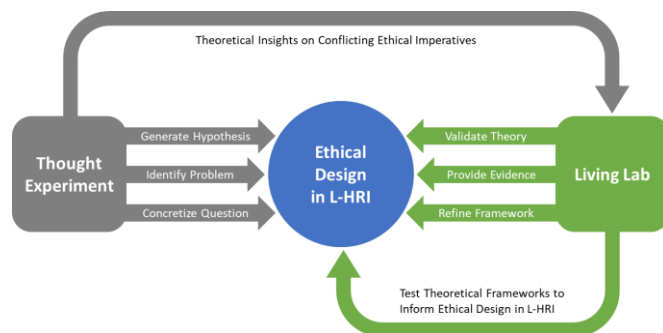 Theoretical Insights on Conflicting Ethical Imperatives
Thought
Experiment
Generate Hypothesis
Identify Problem
Concretize Question
Ethical
Design
in L-HRI
Validate Theory
Provide Evidence
Refine Framework
Living Lab
Test Theoretical Frameworks to
Inform Ethical Design in L-HRI